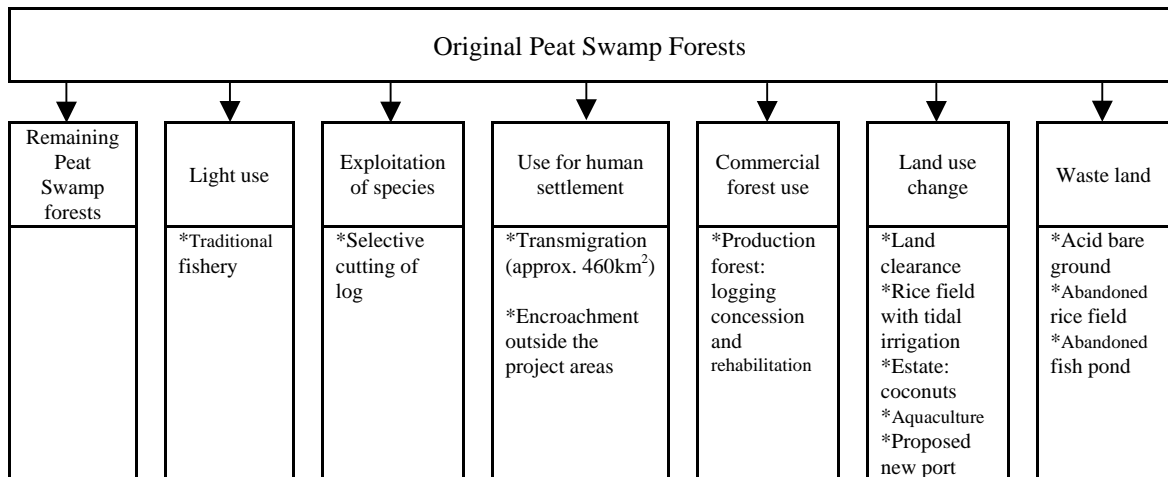 Original Peat Swamp Forests
Remaining
Peat
Swamp
forests
Light use
*Traditional
fishery
Exploitation
of species
*Selective
cutting of
log
Use for human
settlement
*Transmigration
(approx. 460km²)
*Encroachment
outside the
project areas
Commercial
forest use
*Production
forest:
logging
concession
and
rehabilitation
Land use
change
*Land
clearance
*Rice field
with tidal
irrigation
*Estate:
coconuts
*Aquaculture
*Proposed
new port
Waste land
*Acid bare
ground
*Abandoned
rice field
*Abandoned
fish pond